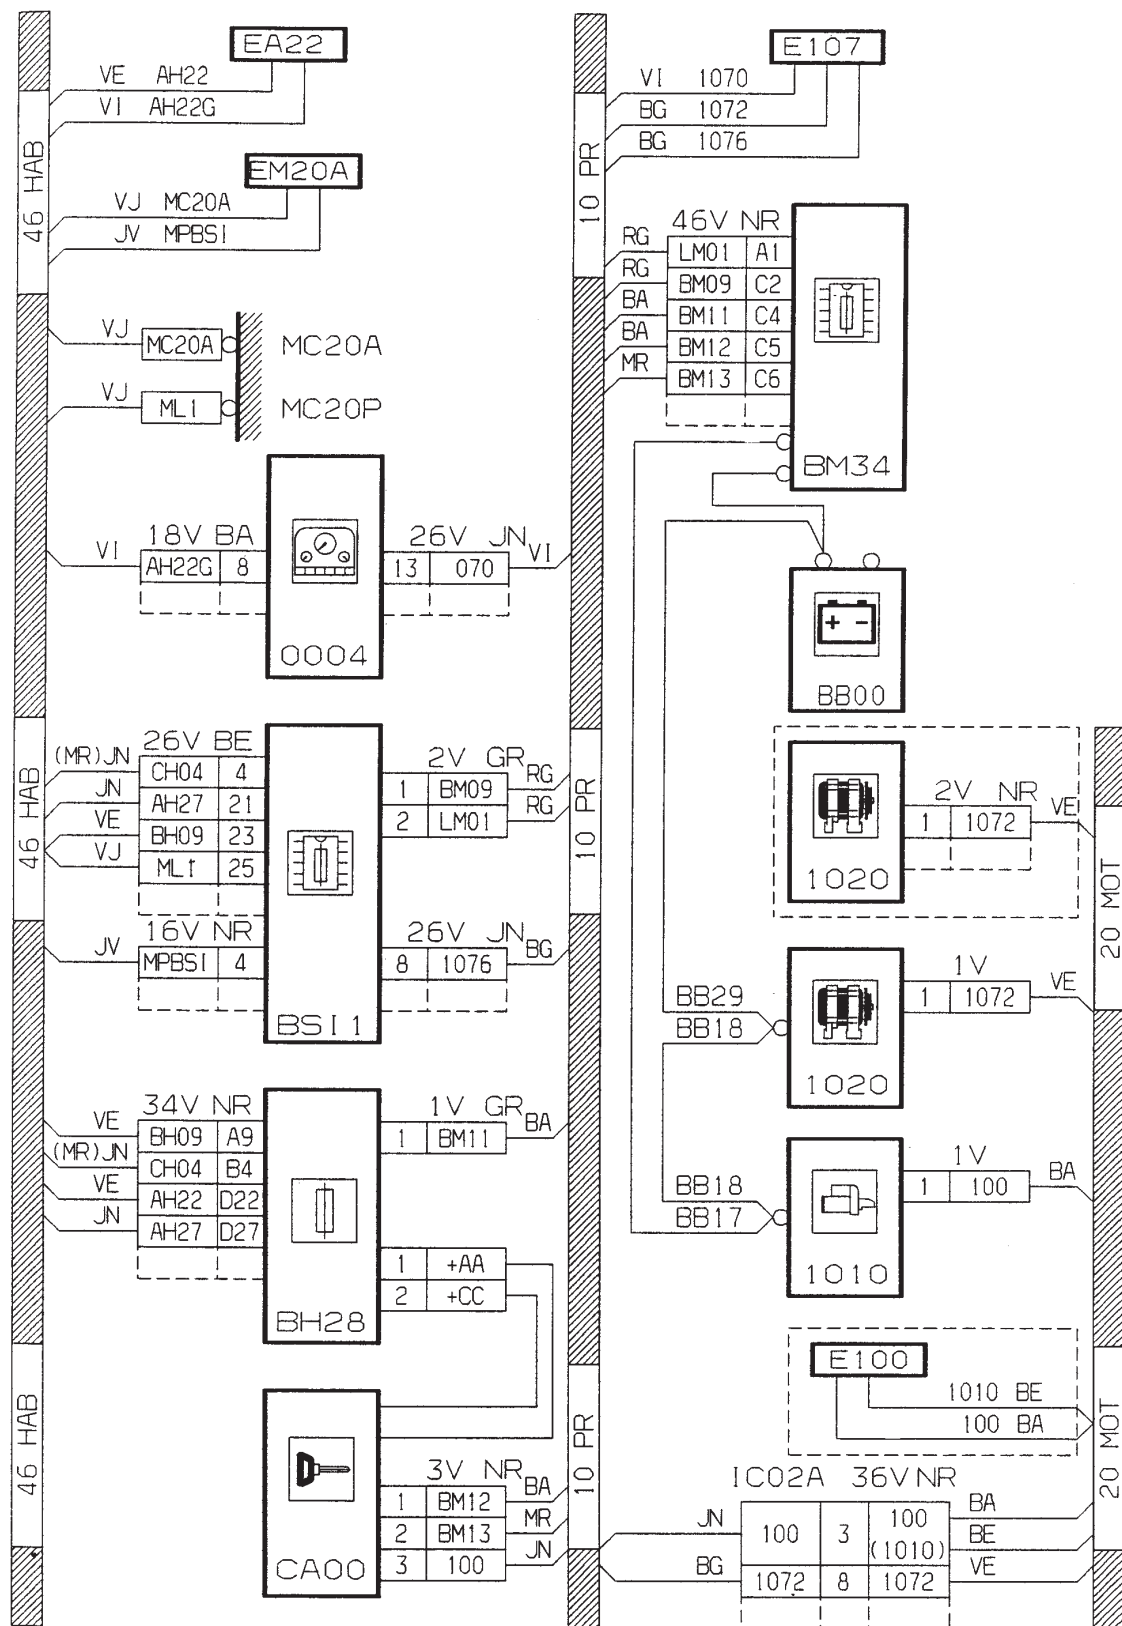 EA22
VE AH22
VI AH22G
46 HAB
EM20A
VJ MC20A
JV MPBSI
VJ MC20A MC20A
VJ ML1 MC20P
18V BA
26V JN
VI AH22G 8
13 070 VI
0004
46 HAB
26V BE
(MR)JN CH04 4
JN AH27 21
VE BH09 23
VJ ML1 25
2V GR
1 BM09 RG
2 LM01 RG
16V NR
JV MPBSI 4
26V JN
8 1076 BG
BSI1
34V NR
VE BH09 A9
(MR)JN CH04 B4
VE AH22 D22
JN AH27 D27
1V GR
1 BM11 BA
1 +AA
2 +CC
BH28
46 HAB
3V NR
1 BM12 BA
2 BM13 MR
3 100 JN
CA00
E107
VI 1070
BG 1072
BG 1076
10 PR
46V NR
RG LM01 A1
RG BM09 C2
BA BM11 C4
BA BM12 C5
MR BM13 C6
BM34
+ -
BB00
10 PR
2V NR
1 1072 VE
1020
20 MOT
BB29
BB18
1V
1 1072 VE
1020
BB18
BB17
1V
1 100 BA
1010
E100
1010 BE
100 BA
10 PR
20 MOT
IC02A 36V NR
JN 100 3 100 (1010) BA
BE
BG 1072 8 1072 VE